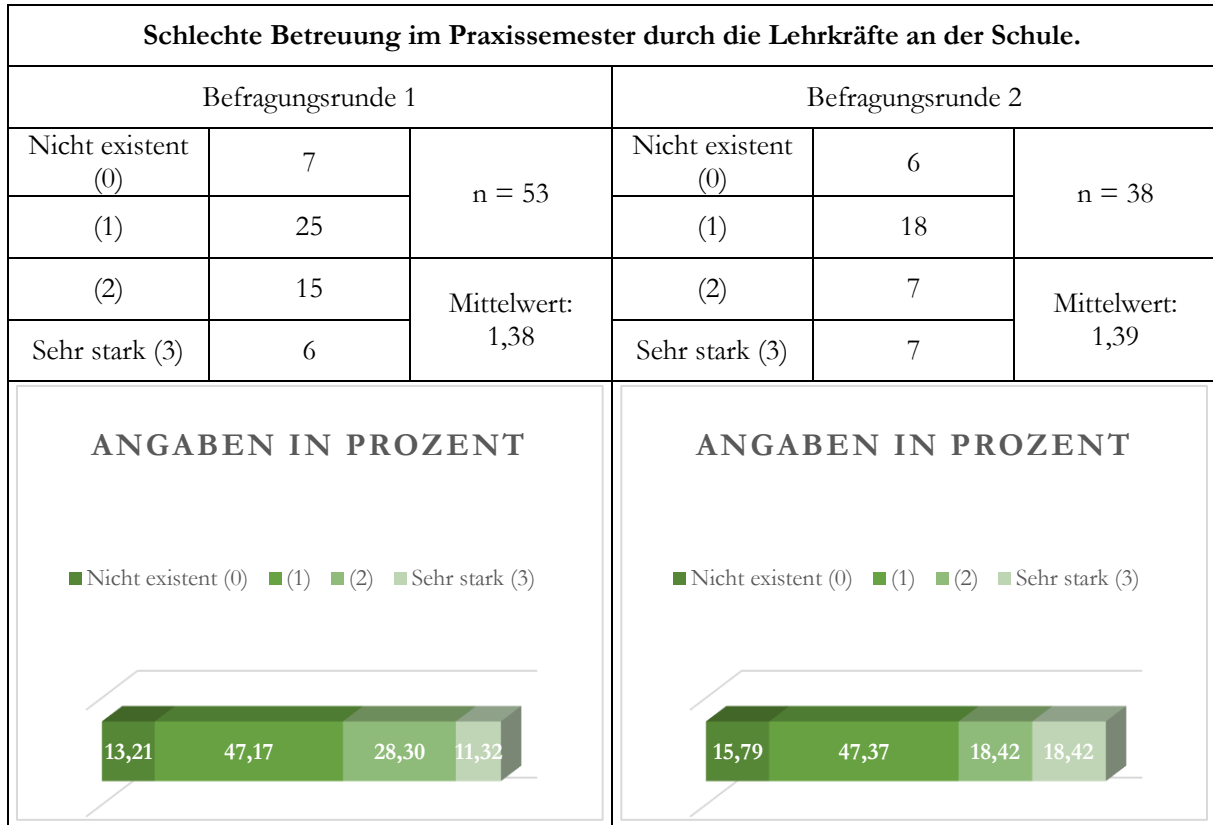 Schlechte Betreuung im Praxissemester durch die Lehrkräfte an der Schule.
Befragungsrunde 1
Nicht existent
(0)
7
n = 53
(1)
25
(2)
15
Mittelwert:
1,38
Sehr stark (3)
6
Befragungsrunde 2
Nicht existent
(0)
6
n = 38
(1)
18
(2)
7
Mittelwert:
1,39
Sehr stark (3)
7
ANGABEN IN PROZENT
Nicht existent (0) (1) (2) Sehr stark (3)
13,21 47,17 28,30 11,32
ANGABEN IN PROZENT
Nicht existent (0) (1) (2) Sehr stark (3)
15,79 47,37 18,42 18,42